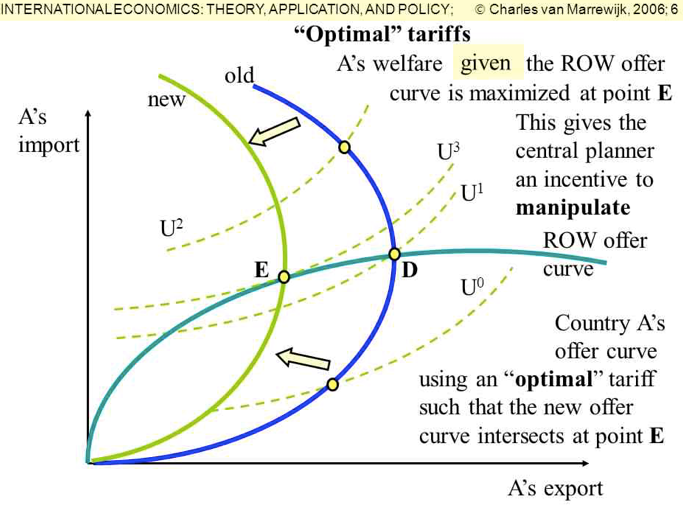 INTERNATIONAL ECONOMICS: THEORY, APPLICATION, AND POLICY; © Charles van Marrewijk, 2006; 6
“Optimal” tariffs
A’s welfare given the ROW offer
curve is maximized at point E
This gives the
central planner
an incentive to
manipulate
old
new
A’s
import
U³
U¹
U²
ROW offer
curve
E
D
U⁰
Country A’s
offer curve
using an “optimal” tariff
such that the new offer
curve intersects at point E
A’s export